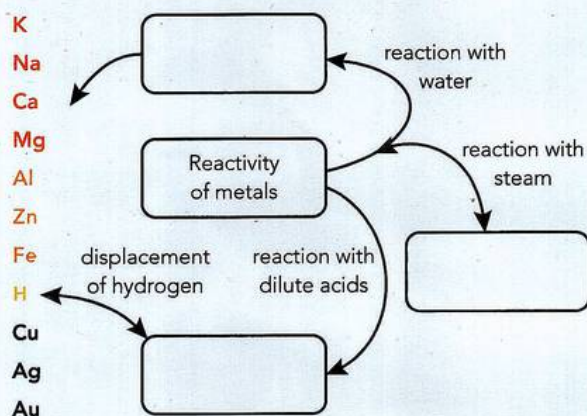 K
Na
Ca
Mg
Al
Zn
Fe
H
Cu
Ag
Au
reaction with
water
Reactivity
of metals
reaction with
steam
displacement
of hydrogen
reaction with
dilute acids